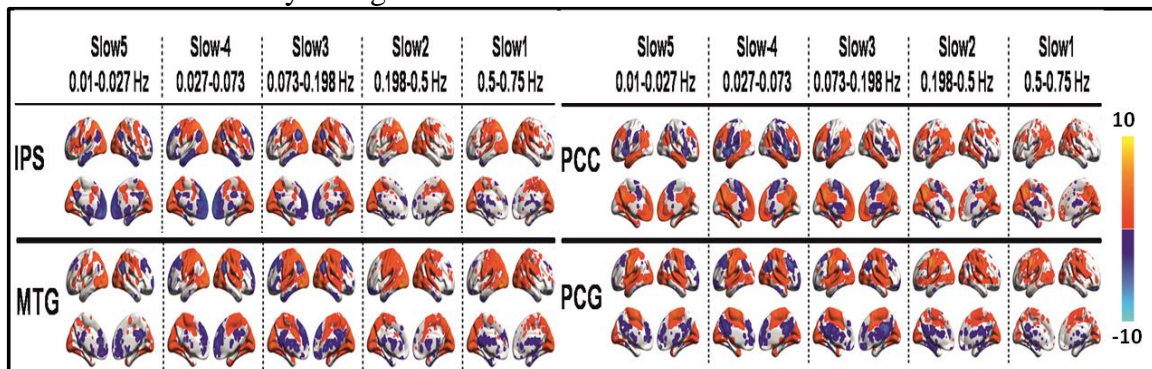 Slow5 Slow-4 Slow3 Slow2 Slow1 Slow5 Slow-4 Slow3 Slow2 Slow1
0.01-0.027 Hz 0.027-0.073 0.073-0.198 Hz 0.198-0.5 Hz 0.5-0.75 Hz 0.01-0.027 Hz 0.027-0.073 0.073-0.198 Hz 0.198-0.5 Hz 0.5-0.75 Hz
10
IPS PCC
MTG PCG
-10